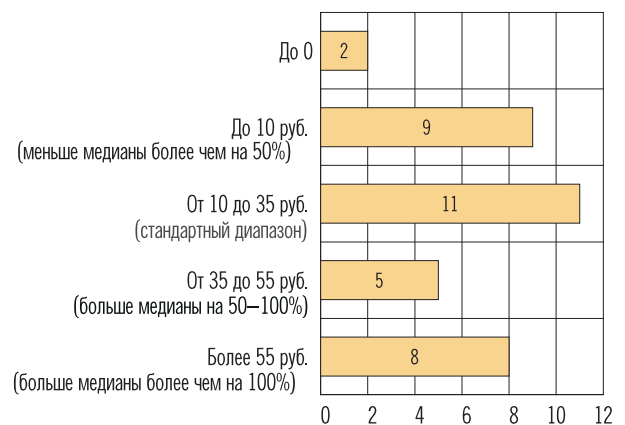 До 0
2
До 10 руб.
(меньше медианы более чем на 50%)
9
От 10 до 35 руб.
(стандартный диапазон)
11
От 35 до 55 руб.
(больше медианы на 50–100%)
5
Более 55 руб.
(больше медианы более чем на 100%)
8
0 2 4 6 8 10 12